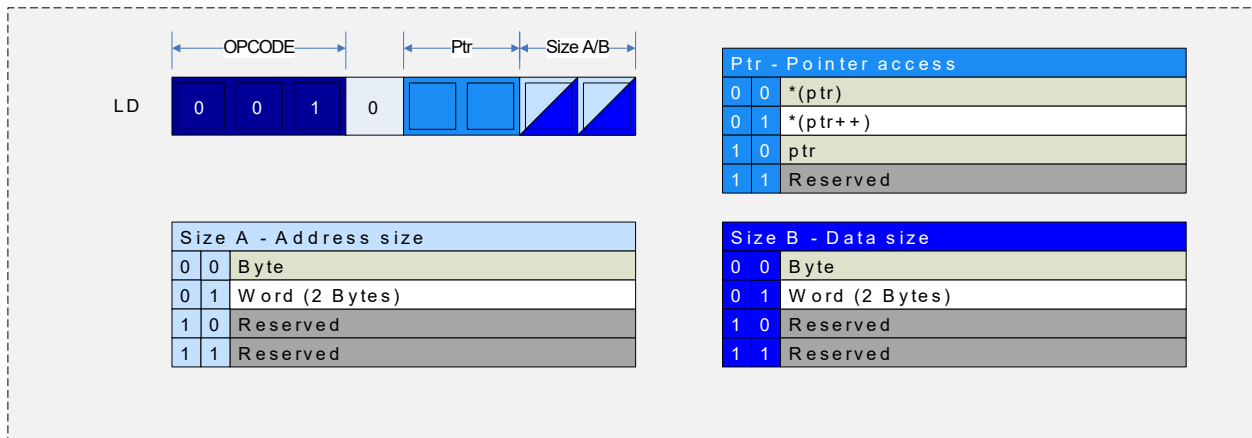 OPCODE Ptr Size A/B
LD 0 0 1 0
Ptr - Pointer access
0 0 *(ptr)
0 1 *(ptr++)
1 0 ptr
1 1 Reserved
Size A - Address size
0 0 Byte
0 1 Word (2 Bytes)
1 0 Reserved
1 1 Reserved
Size B - Data size
0 0 Byte
0 1 Word (2 Bytes)
1 0 Reserved
1 1 Reserved